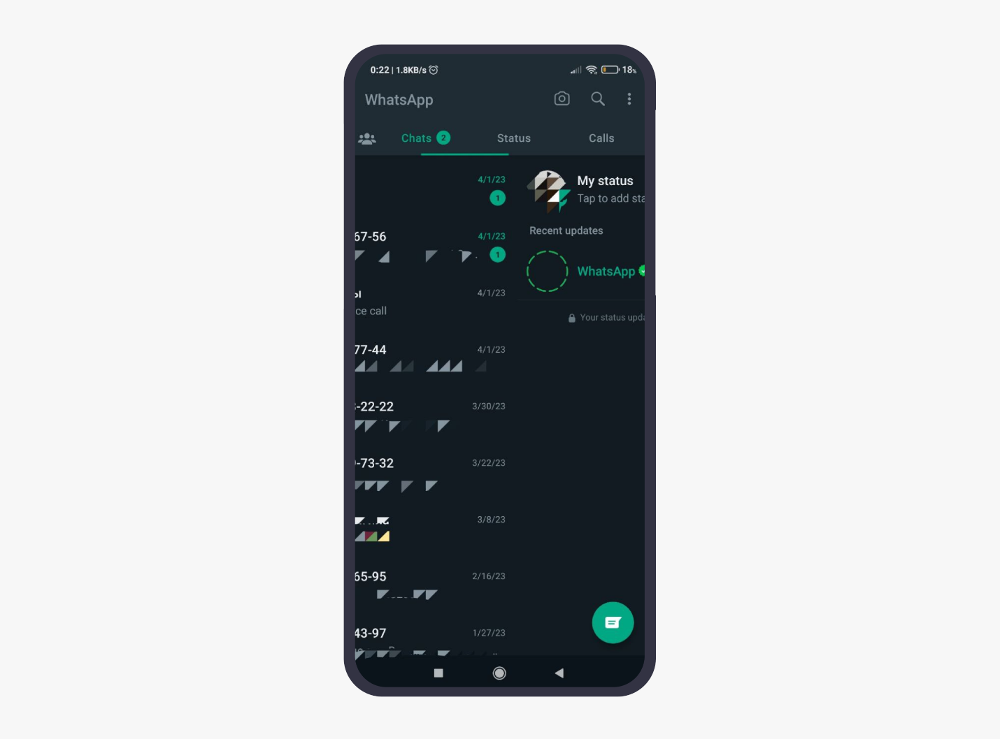 0:22 | 1.8KB/s
18%
WhatsApp
Chats 2 Status Calls
4/1/23
1
67-56 4/1/23
1
ы 4/1/23
ce call
77-44 4/1/23
-22-22 3/30/23
-73-32 3/22/23
3/8/23
65-95 2/16/23
43-97 1/27/23
My status
Tap to add sta
Recent updates
WhatsApp
Your status upda